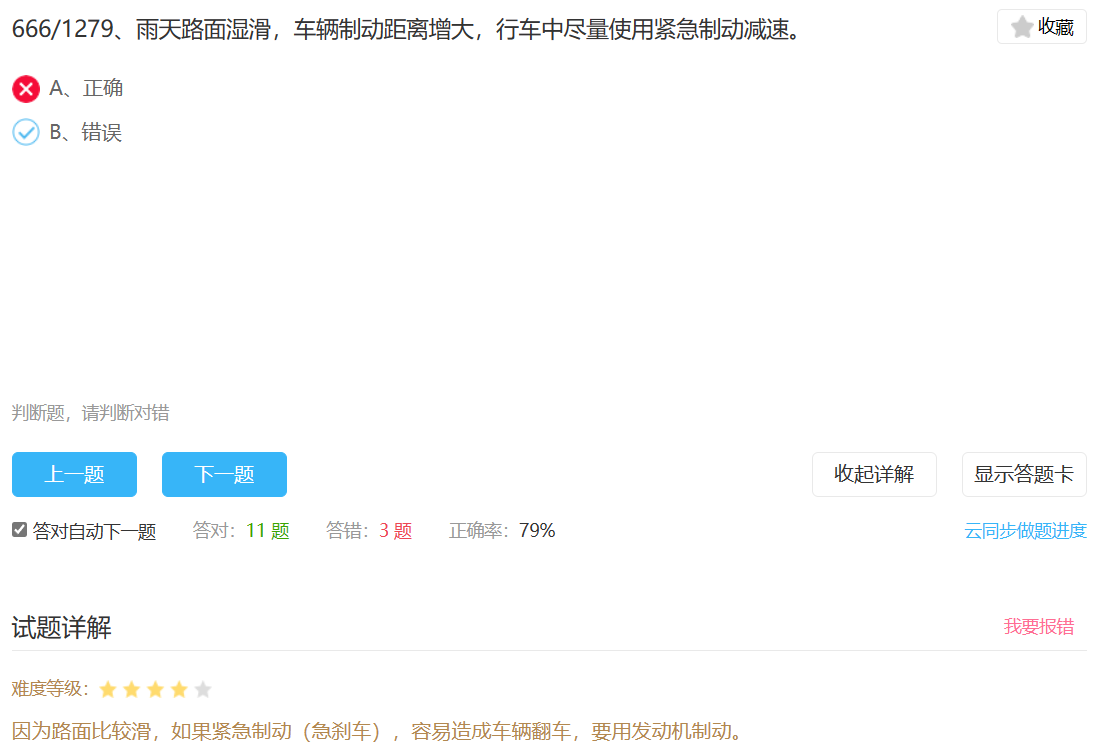 666/1279、雨天路面湿滑，车辆制动距离增大，行车中尽量使用紧急制动减速。
收藏
A、正确
B、错误
判断题，请判断对错
上一题
下一题
收起详解
显示答题卡
答对自动下一题
答对：11 题
答错：3 题
正确率：79%
云同步做题进度
试题详解
我要报错
难度等级：
因为路面比较滑，如果紧急制动（急刹车），容易造成车辆翻车，要用发动机制动。